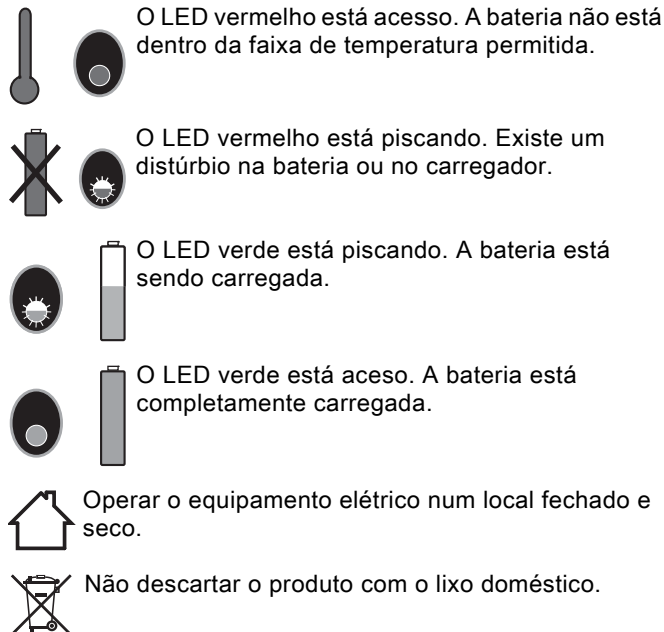 O LED vermelho está acesso. A bateria não está
dentro da faixa de temperatura permitida.
O LED vermelho está piscando. Existe um
distúrbio na bateria ou no carregador.
O LED verde está piscando. A bateria está
sendo carregada.
O LED verde está aceso. A bateria está
completamente carregada.
Operar o equipamento elétrico num local fechado e
seco.
Não descartar o produto com o lixo doméstico.